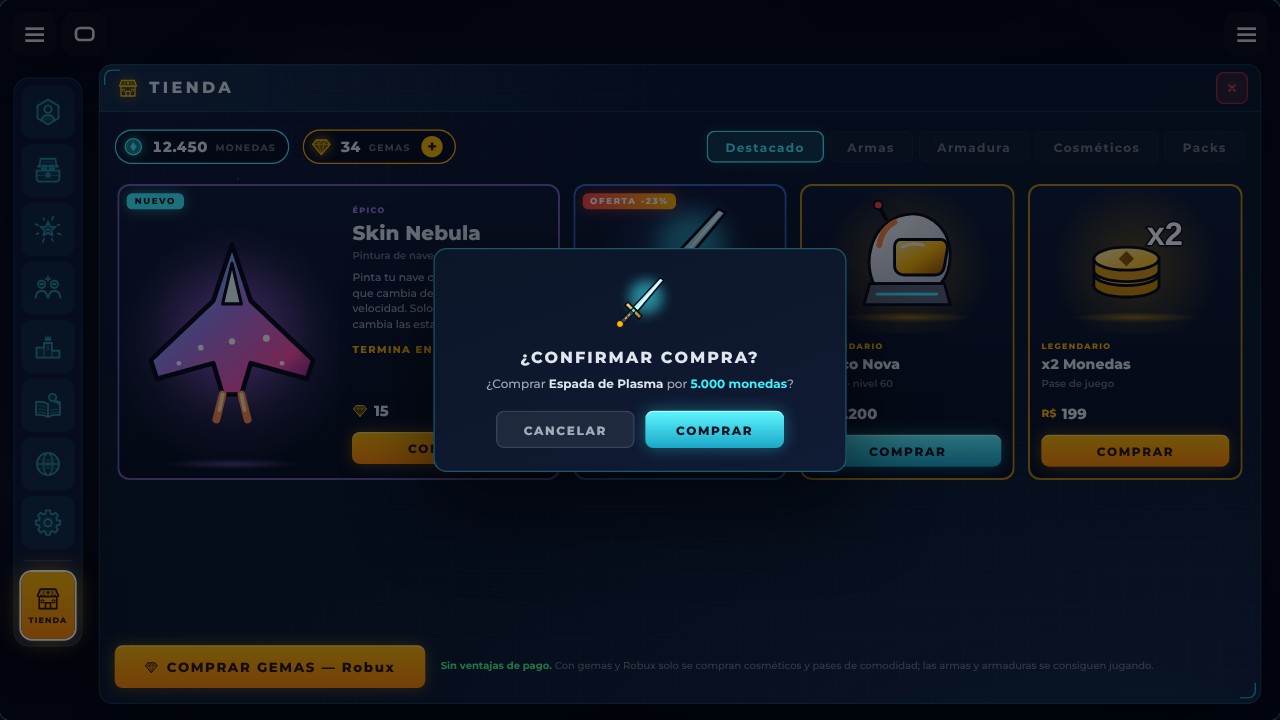 TIENDA
12.450 MONEDAS
34 GEMAS +
Destacado
Armas
Armadura
Cosméticos
Packs
NUEVO
ÉPICO
Skin Nebula
Pintura de nave
Pinta tu nave
que cambia de
velocidad. Solo
cambia las
TERMINA EN
15
OFERTA -23%
¿CONFIRMAR COMPRA?
¿Comprar Espada de Plasma por 5.000 monedas?
CANCELAR
COMPRAR
Nova
nivel 60
200
COMPRAR
x2
LEGENDARIO
x2 Monedas
Pase de juego
R$ 199
COMPRAR
TIENDA
COMPRAR GEMAS — Robux
Sin ventajas de pago. Con gemas y Robux solo se compran cosméticos y pases de comodidad; las armas y armaduras se consiguen jugando.